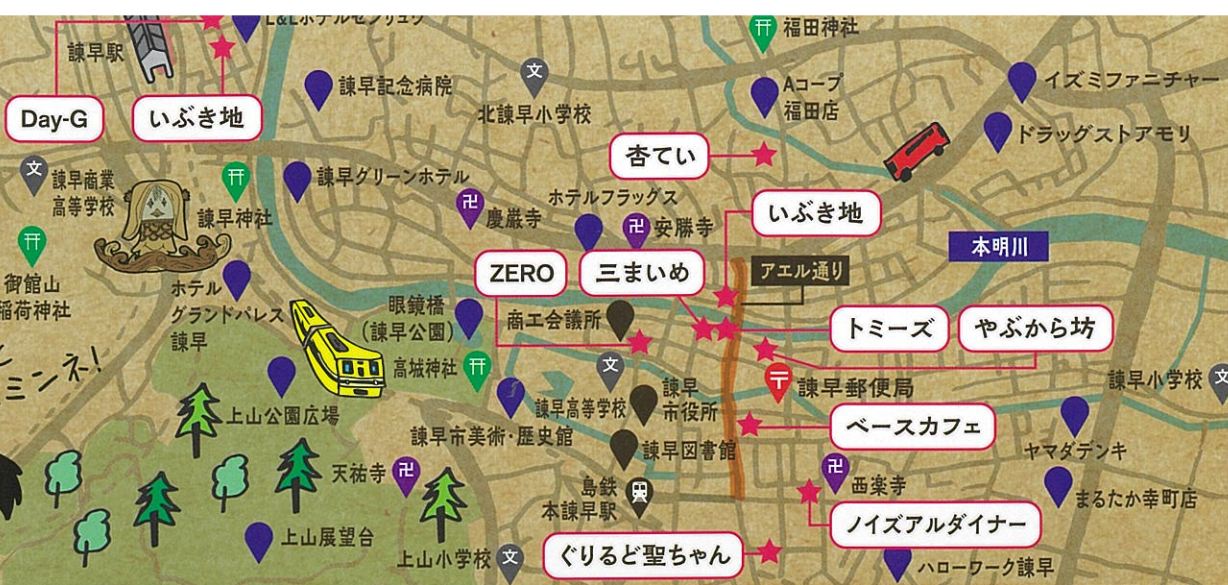 L&Lホテルセンリュウ
諫早駅
Day-G
いぶき地
諫早記念病院
文
北諫早小学校
福田神社
Aコープ
福田店
イズミファニチャー
ドラッグストアモリ
杏てい
文
諫早商業
高等学校
諫早神社
諫早グリーンホテル
卍
慶巌寺
ホテルフラッグス
卍
安勝寺
いぶき地
本明川
御館山
稲荷神社
ホテル
グランドパレス
諫早
ZERO
三まいめ
アエル通り
眼鏡橋
(諫早公園)
商工会議所
トミーズ
やぶから坊
ミンネ!
高城神社
文
諫早高等学校
諫早
市役所
〒
諫早郵便局
諫早小学校
文
上山公園広場
諫早市美術・歴史館
諫早図書館
ベースカフェ
ヤマダデンキ
天祐寺
卍
島鉄
本諫早駅
卍
西楽寺
まるたか幸町店
ノイズアルダイナー
上山展望台
上山小学校
文
ぐりるど聖ちゃん
ハローワーク諫早